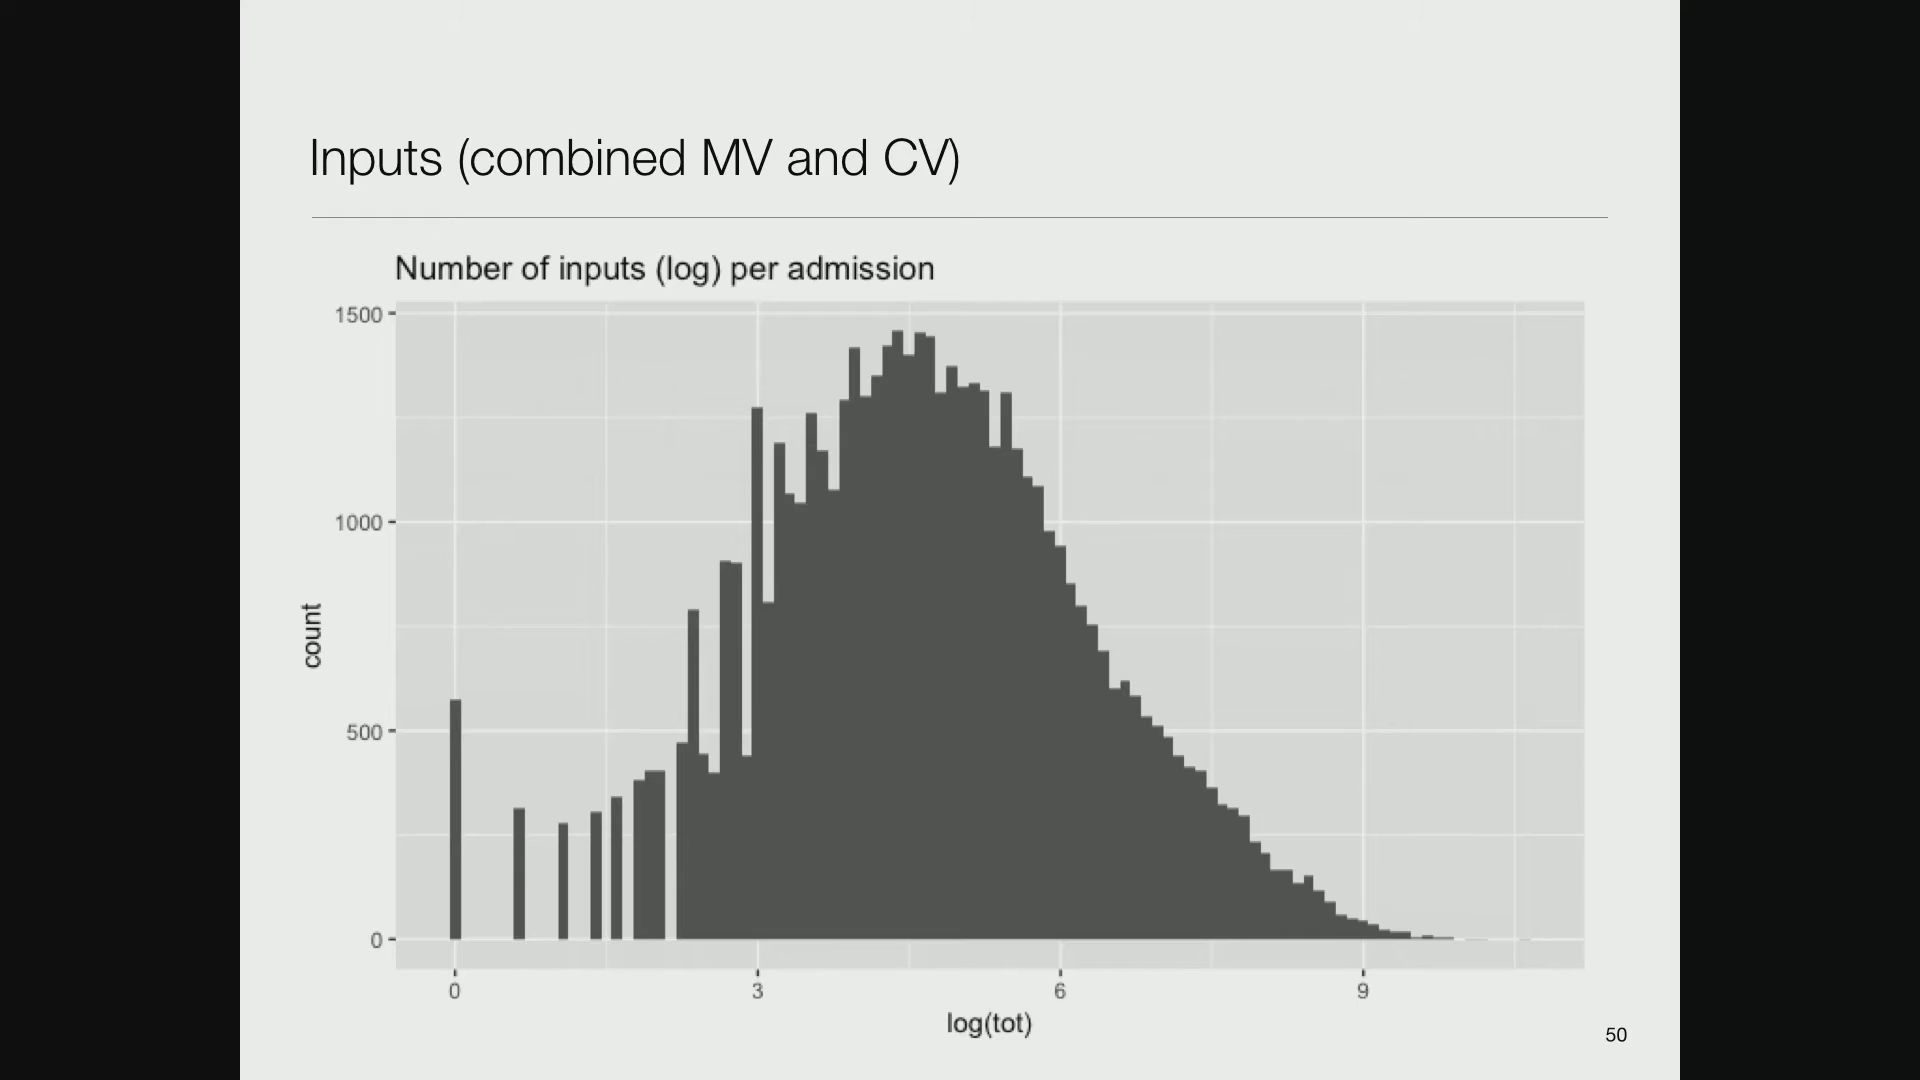 Inputs (combined MV and CV)
Number of inputs (log) per admission
1500
1000
500
0
count
0 3 6 9
log(tot)
50